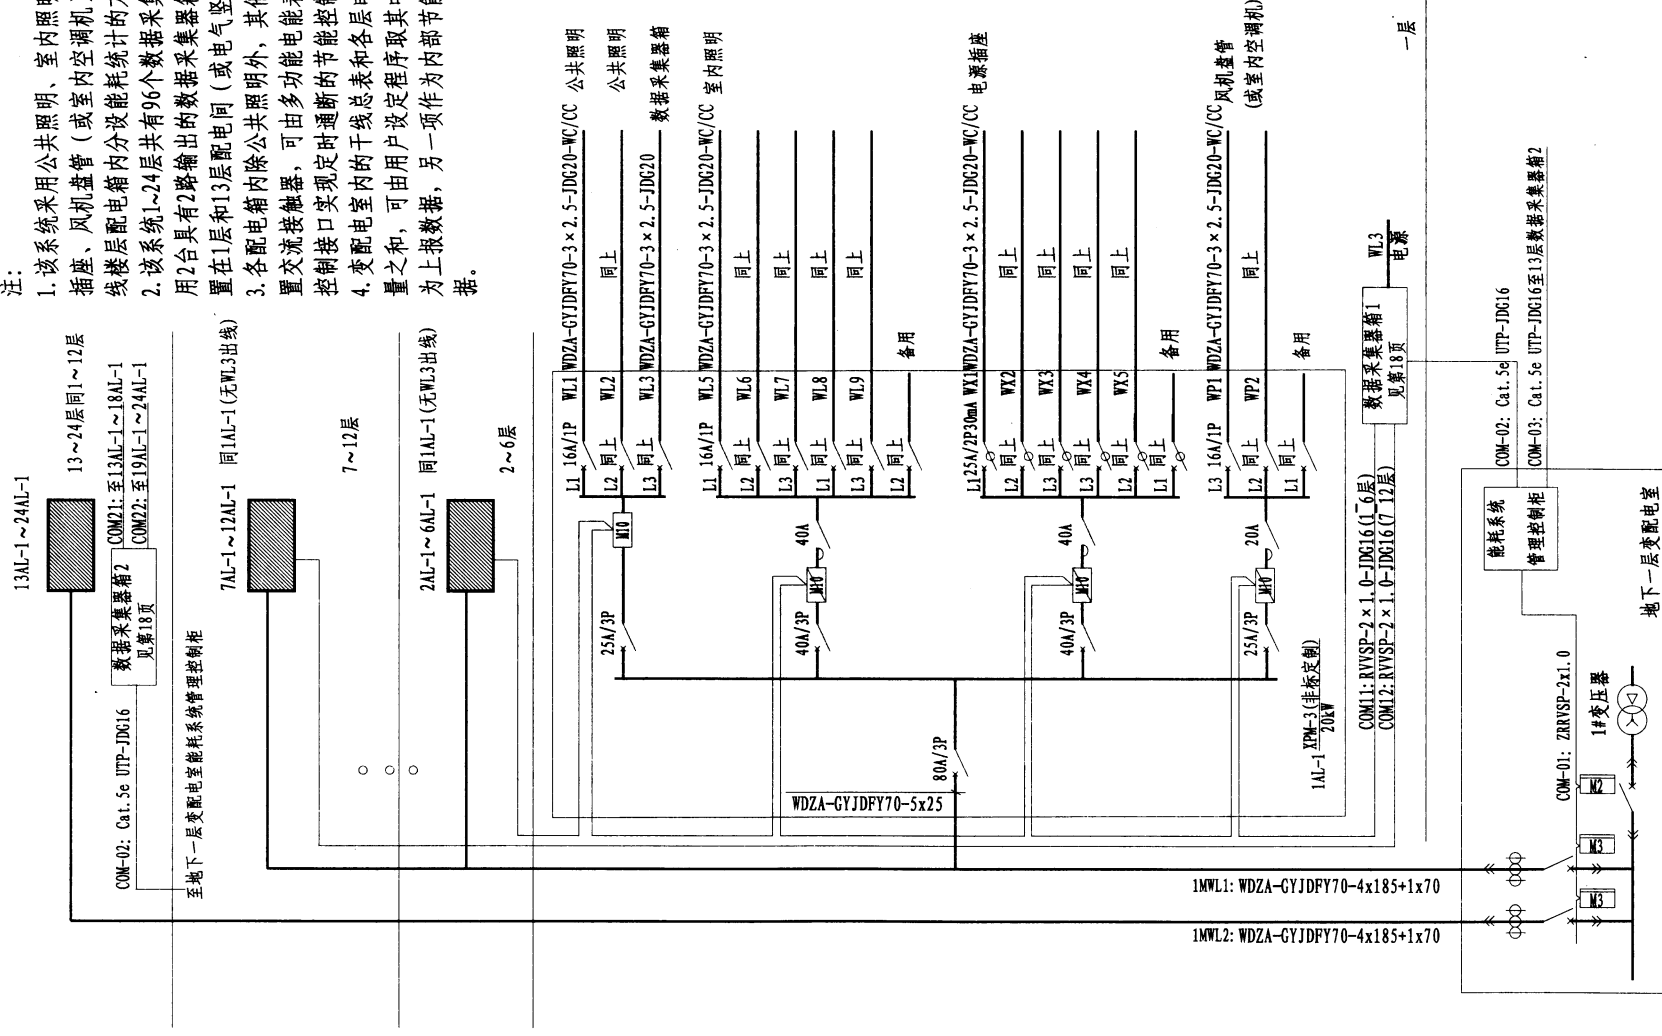 注:
1.该系统采用公共照明、室内照
插座、风机盘管（或室内空调机
线楼层配电箱内分设能耗统计的
2.该系统1~24层共有96个数据采集
用2台具有2路输出的数据采集器
置在1层和13层配电间（或电气竖
3.各配电箱内除公共照明外，其
置交流接触器，可由多功能电能
控制接口实现定时通断的节能控
4.变配电室内的干线总表和各层
量之和，可由用户设定程序取其
为上报数据，另一项作为内部节
据。
13AL-1~24AL-1
13~24层同1~12层
COM21:至13AL-1~18AL-1
COM22:至19AL-1~24AL-1
数据采集器箱2
见第18页
COM-02: Cat.5e UTP-JDG16
至地下一层变配电室能耗系统管理控制柜
7AL-1~12AL-1 同1AL-1(无WL3出线)
7~12层
2AL-1~6AL-1 同1AL-1(无WL3出线)
2~6层
L1 16A/1P WL1 WDZA-GYJDFY70-3×2.5-JDG20-WC/CC 公共照明
L2 同上 WL2 同上 公共照明
L3 同上 WL3 WDZA-GYJDFY70-3×2.5-JDG20 数据采集器箱
25A/3P
M10
L1 16A/1P WL5 WDZA-GYJDFY70-3×2.5-JDG20-WC/CC 室内照明
L2 同上 WL6 同上
L3 同上 WL7 同上
L1 同上 WL8 同上
L3 同上 WL9 同上
L2 同上 备用
40A/3P
M10
40A
L1 25A/2P30mA WX1 WDZA-GYJDFY70-3×2.5-JDG20-WC/CC 电源插座
L2 同上 WX2 同上
L3 同上 WX3 同上
L3 同上 WX4 同上
L2 同上 WX5 同上
L1 同上 备用
40A/3P
M10
40A
L3 16A/1P WP1 WDZA-GYJDFY70-3×2.5-JDG20-WC/CC 风机盘管
(或室内空调机)
L2 同上 WP2 同上
L1 同上 备用
25A/3P
M10
20A
80A/3P
WDZA-GYJDFY70-5x25
1AL-1 XPM-3(非标定制)
20kW
数据采集器箱1
见第18页
WL3
电源
COM11: RVVSP-2×1.0-JDG16(1_6层)
COM12: RVVSP-2×1.0-JDG16(7_12层)
一层
COM-02: Cat.5e UTP-JDG16
COM-03: Cat.5e UTP-JDG16至13层数据采集器箱2
能耗系统
管理控制柜
地下一层变配电室
COM-01: ZRRVSP-2x1.0
1#变压器
M2
M3
M3
1MWL1: WDZA-GYJDFY70-4x185+1x70
1MWL2: WDZA-GYJDFY70-4x185+1x70